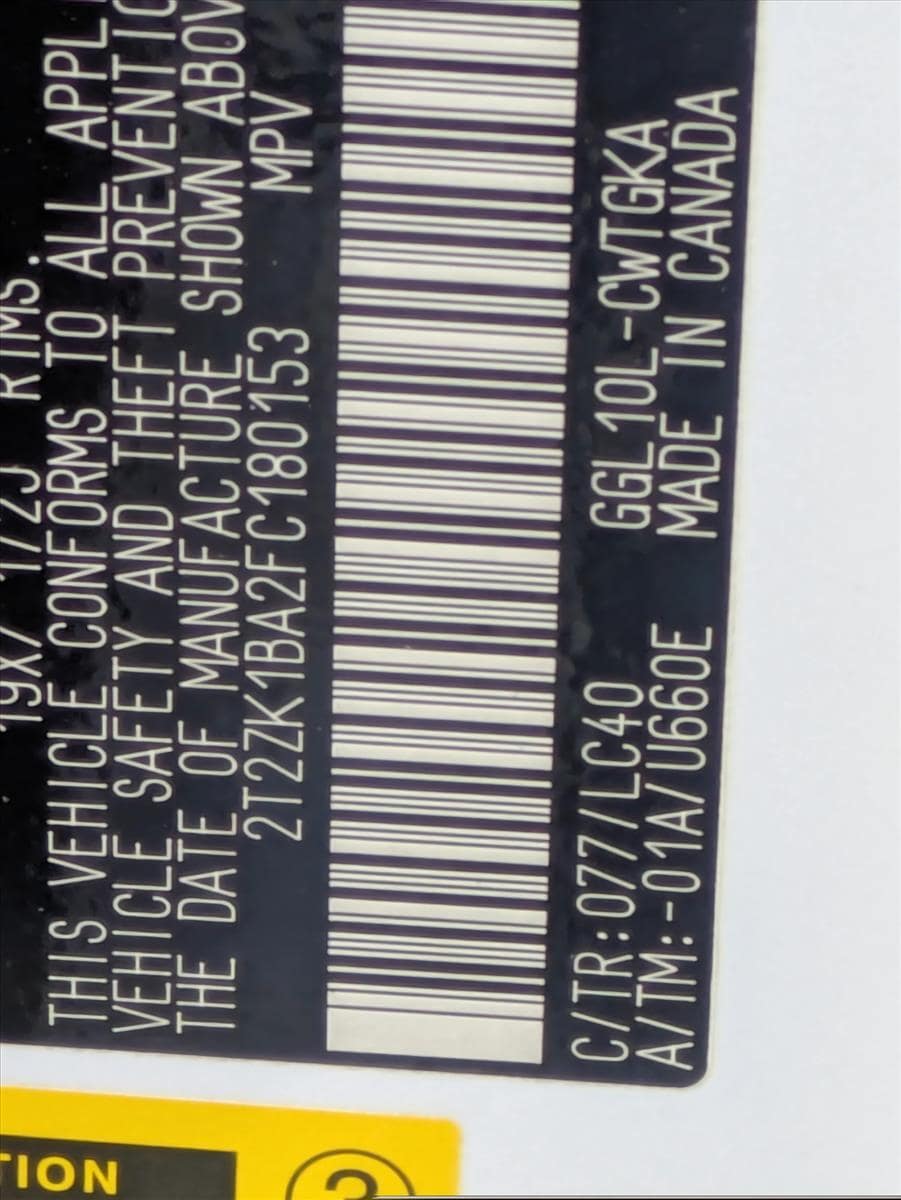 19X7 1/2J RIMS.
THIS VEHICLE CONFORMS TO ALL APPL
VEHICLE SAFETY AND THEFT PREVENTIO
THE DATE OF MANUFACTURE SHOWN ABOV
2T2ZK1BA2FC180153 MPV
C/TR:077/LC40 GGL10L-CWTGKA
A/TM:-01A/U660E MADE IN CANADA
TION